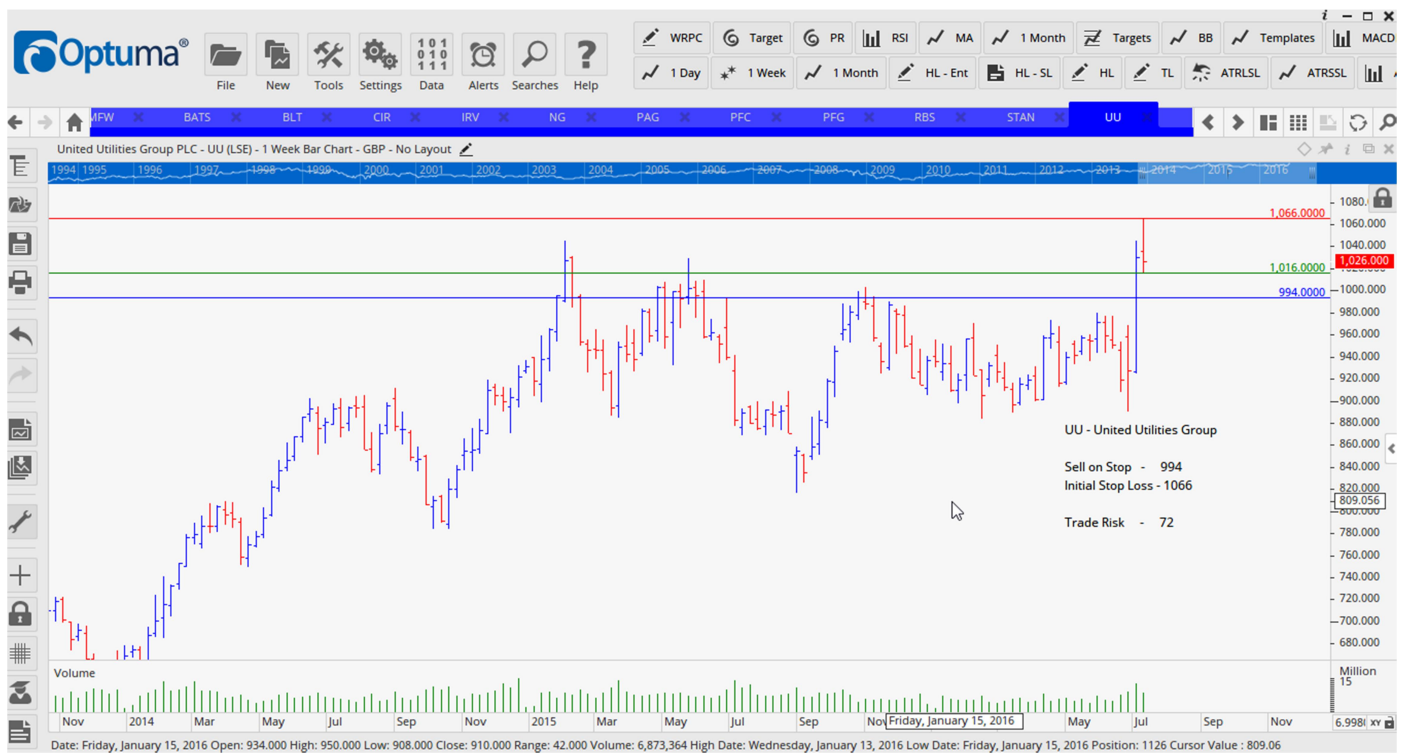 i
Optuma®
File New Tools Settings Data Alerts Searches Help
WRPC Target PR RSI MA 1 Month Targets BB Templates MACD
1 Day 1 Week 1 Month HL - Ent HL - SL HL TL ATRLSL ATRSSL
MFW BATS BLT CIR IRV NG PAG PFC PFG RBS STAN UU
United Utilities Group PLC - UU (LSE) - 1 Week Bar Chart - GBP - No Layout
1994 1995 1996 1997 1998 1999 2000 2001 2002 2003 2004 2005 2006 2007 2008 2009 2010 2011 2012 2013 2014 2015 2016
1080.
1,066.0000
1060.000
1040.000
1,026.000
1,016.0000
1000.000
994.0000
980.000
960.000
940.000
920.000
900.000
880.000
UU - United Utilities Group
860.000
Sell on Stop - 994
840.000
Initial Stop Loss - 1066
820.000
809.056
800.000
Trade Risk - 72
780.000
760.000
740.000
720.000
700.000
680.000
Volume
Million
15
Nov 2014 Mar May Jul Sep Nov 2015 Mar May Jul Sep Nov Friday, January 15, 2016 May Jul Sep Nov
XY
Date: Friday, January 15, 2016 Open: 934.000 High: 950.000 Low: 908.000 Close: 910.000 Range: 42.000 Volume: 6,873,364 High Date: Wednesday, January 13, 2016 Low Date: Friday, January 15, 2016 Position: 1126 Cursor Value : 809.06